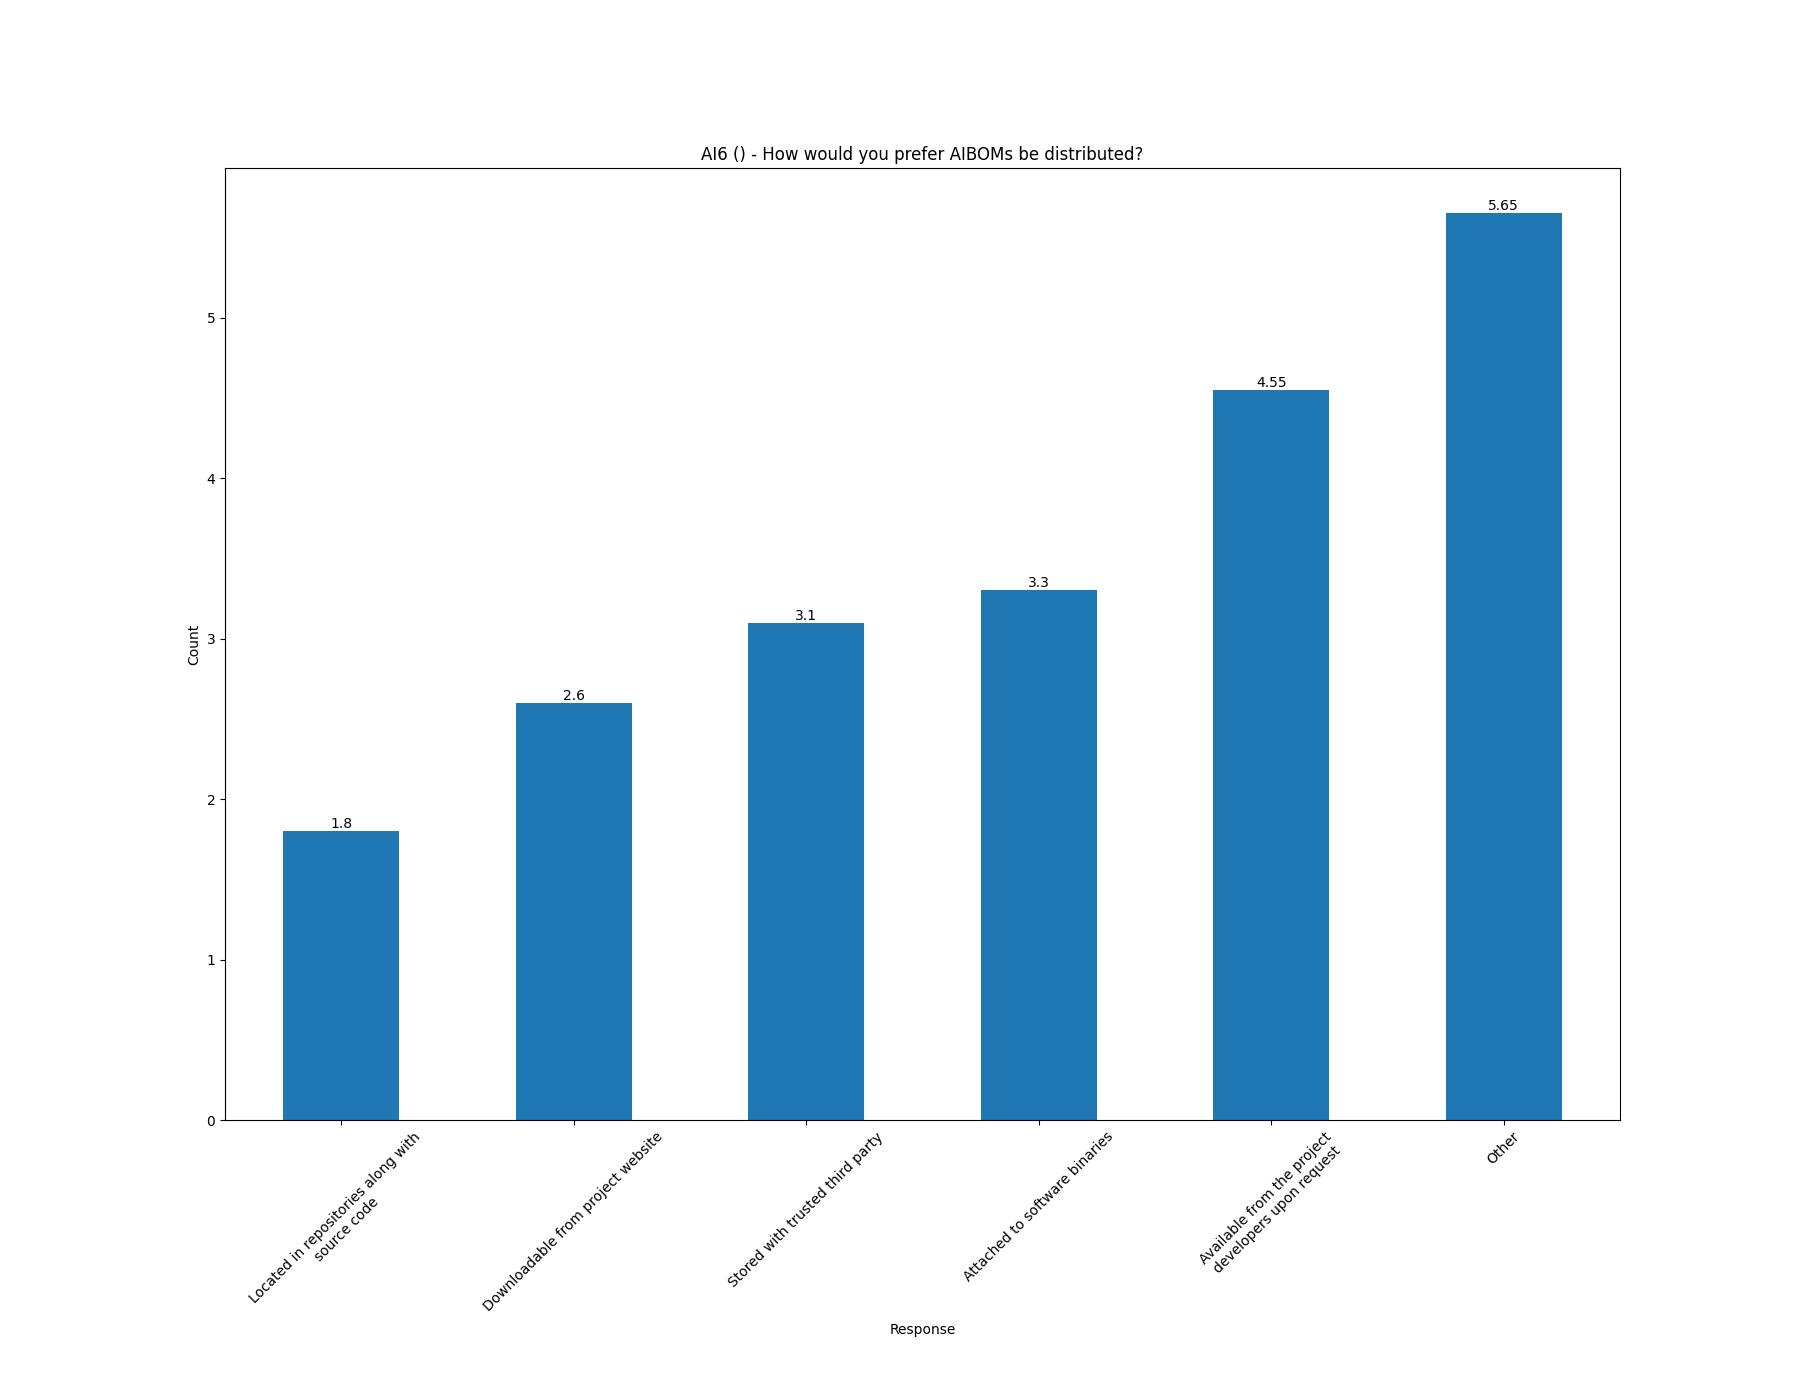 AI6 () - How would you prefer AIBOMs be distributed?
5.65
4.55
3.3
3.1
2.6
1.8
5
4
3
2
1
0
Count
Located in repositories along with
source code
Downloadable from project website
Stored with trusted third party
Attached to software binaries
Available from the project
developers upon request
Other
Response